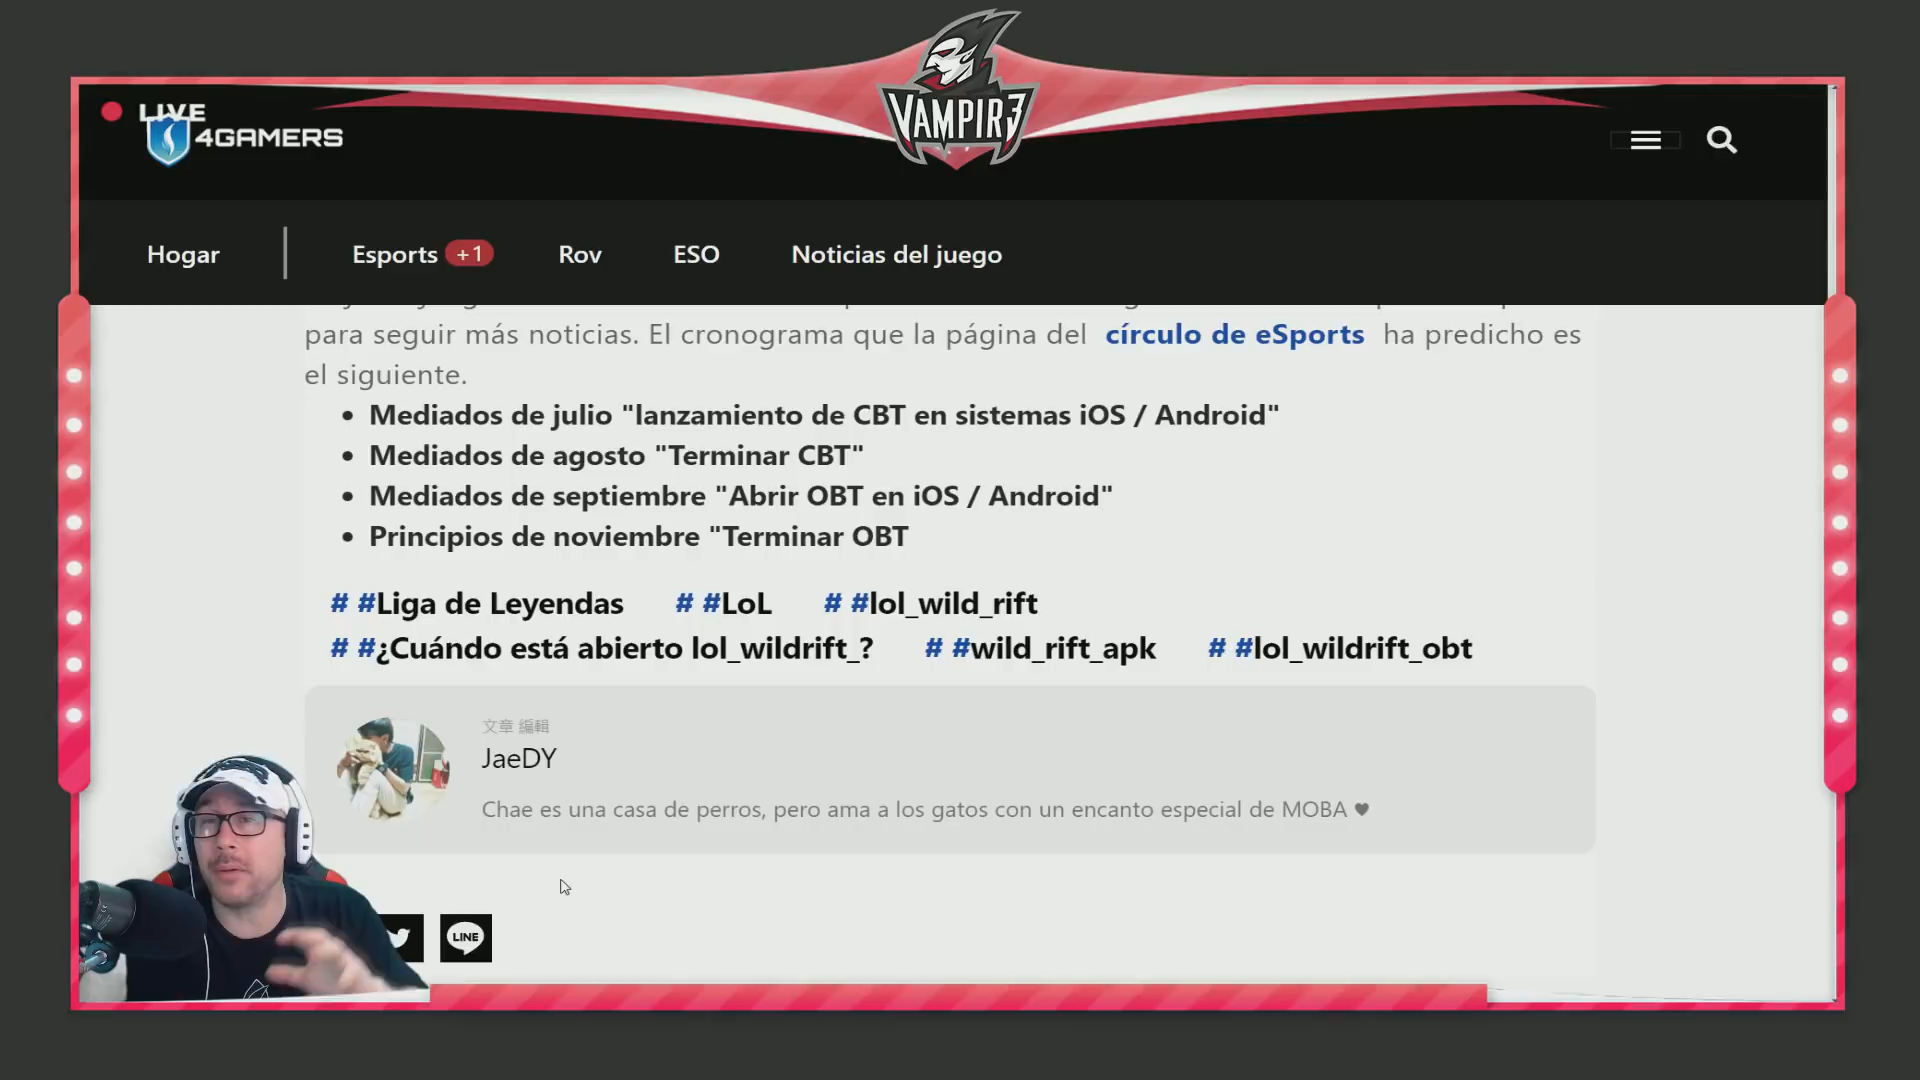 VAMPIR3
LIVE
4GAMERS
Hogar
Esports +1
Rov
ESO
Noticias del juego
para seguir más noticias. El cronograma que la página del círculo de eSports ha predicho es
el siguiente.
• Mediados de julio "lanzamiento de CBT en sistemas iOS / Android"
• Mediados de agosto "Terminar CBT"
• Mediados de septiembre "Abrir OBT en iOS / Android"
• Principios de noviembre "Terminar OBT
# #Liga de Leyendas # #LoL # #lol_wild_rift
# #¿Cuándo está abierto lol_wildrift_? # #wild_rift_apk # #lol_wildrift_obt
文章 編輯
JaeDY
Chae es una casa de perros, pero ama a los gatos con un encanto especial de MOBA ♥
LINE